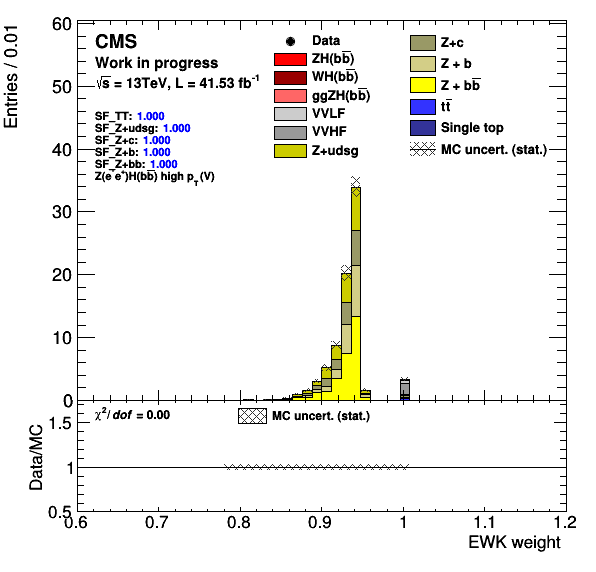 Entries / 0.01
60
50
40
30
20
10
0
CMS
Work in progress
√s = 13TeV, L = 41.53 fb⁻¹
SF_TT: 1.000
SF_Z+udsg: 1.000
SF_Z+c: 1.000
SF_Z+b: 1.000
SF_Z+bb: 1.000
Z(e⁻e⁺)H(bb̅) high p_T(V)
Data
ZH(bb̅)
WH(bb̅)
ggZH(bb̅)
VVLF
VVHF
Z+udsg
Z+c
Z + b
Z + bb̅
tt̅
Single top
MC uncert. (stat.)
Data/MC
1.5
1
0.5
χ²/dof = 0.00
MC uncert. (stat.)
0.6 0.7 0.8 0.9 1 1.1 1.2
EWK weight